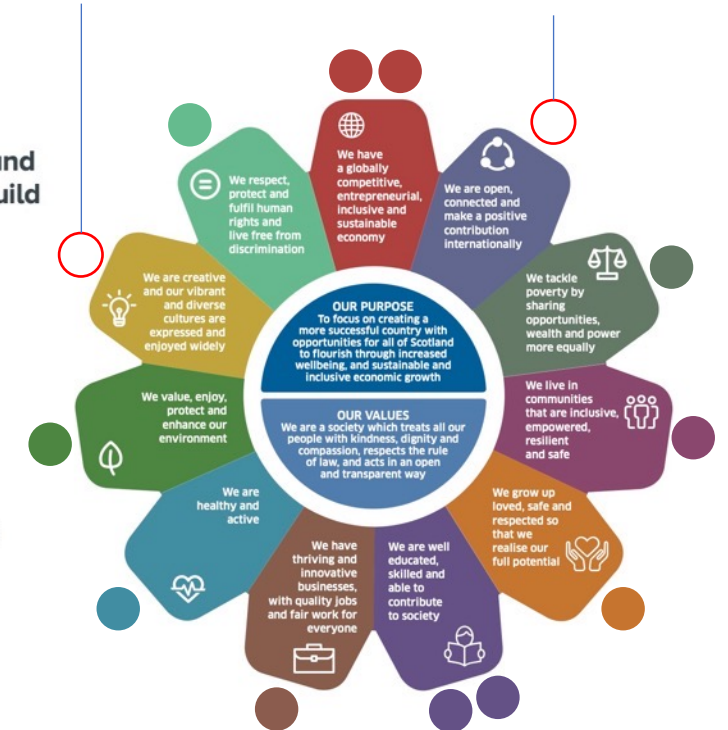 und
uild
We have
a globally
competitive,
entrepreneurial,
inclusive and
sustainable
economy
We are open,
connected and
make a positive
contribution
internationally
We tackle
poverty by
sharing
opportunities,
wealth and power
more equally
We live in
communities
that are inclusive,
empowered,
resilient
and safe
We grow up
loved, safe and
respected so
that we
realise our
full potential
We are well
educated,
skilled and
able to
contribute
to society
We have
thriving and
innovative
businesses,
with quality jobs
and fair work for
everyone
We are
healthy and
active
We value, enjoy,
protect and
enhance our
environment
We are creative
and our vibrant
and diverse
cultures are
expressed and
enjoyed widely
We respect,
protect and
fulfil human
rights and
live free from
discrimination
OUR PURPOSE
To focus on creating a
more successful country with
opportunities for all of Scotland
to flourish through increased
wellbeing, and sustainable and
inclusive economic growth
OUR VALUES
We are a society which treats all our
people with kindness, dignity and
compassion, respects the rule
of law, and acts in an open
and transparent way